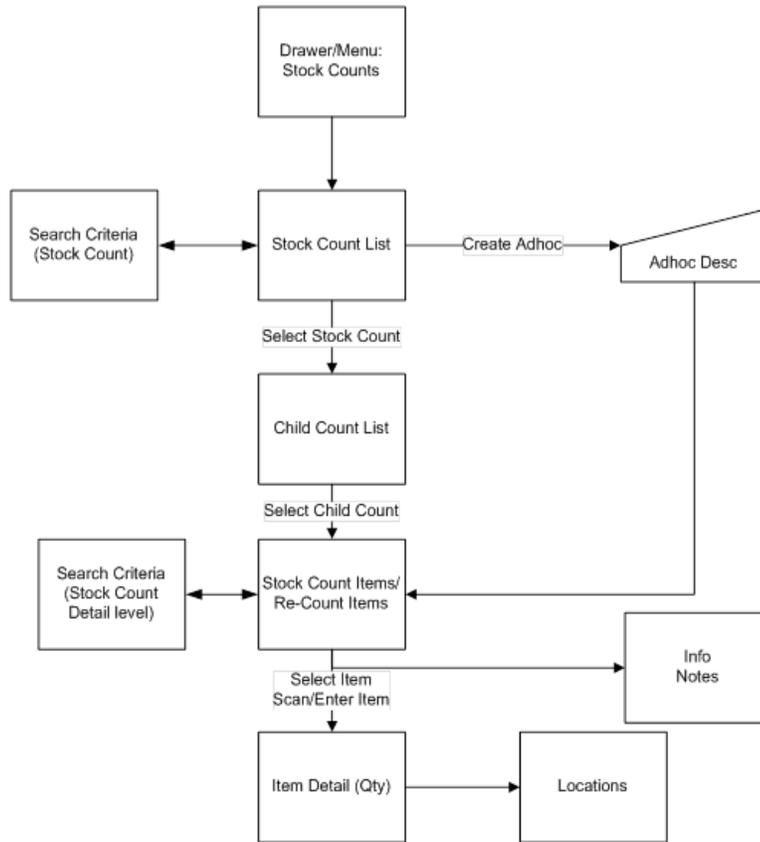 Drawer/Menu:
Stock Counts
Search Criteria
(Stock Count)
Stock Count List
Create Adhoc
Adhoc Desc
Select Stock Count
Child Count List
Select Child Count
Search Criteria
(Stock Count
Detail level)
Stock Count Items/
Re-Count Items
Info
Notes
Select Item
Scan/Enter Item
Item Detail (Qty)
Locations